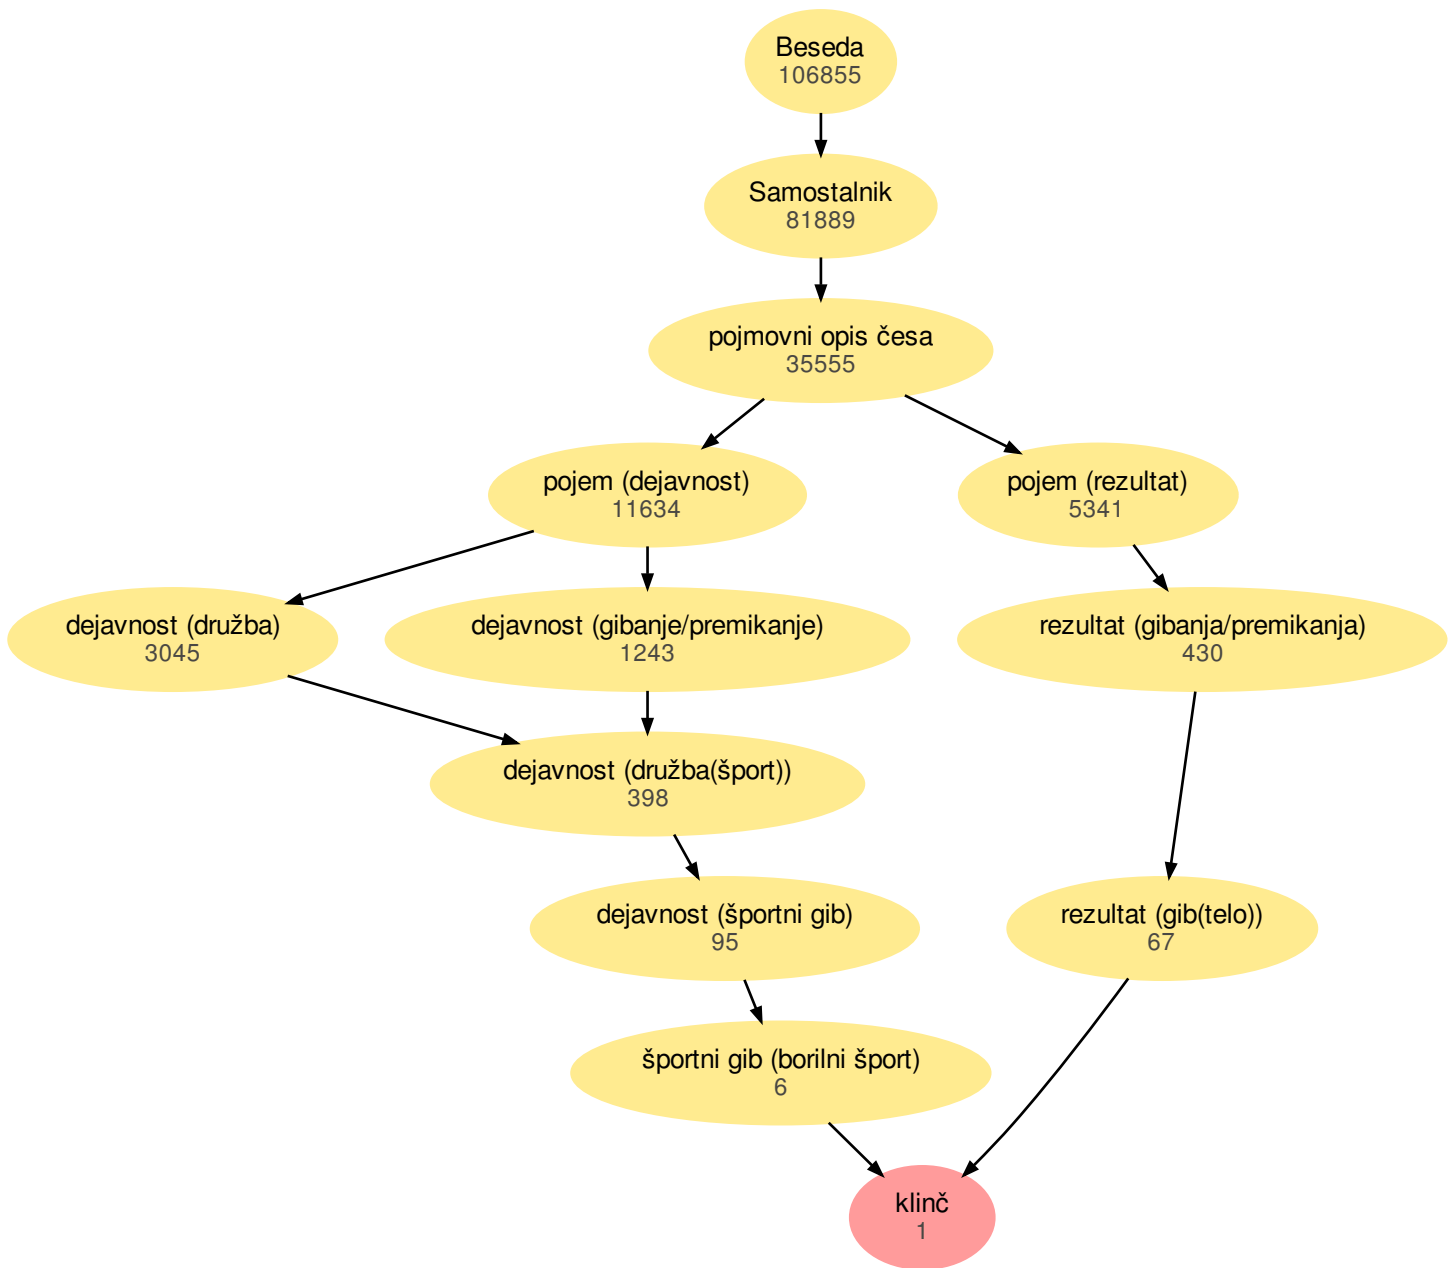 Beseda
106855
Samostalnik
81889
pojmovni opis česa
35555
pojem (dejavnost)
11634
pojem (rezultat)
5341
dejavnost (družba)
3045
dejavnost (gibanje/premikanje)
1243
rezultat (gibanja/premikanja)
430
dejavnost (družba(šport))
398
dejavnost (športni gib)
95
rezultat (gib(telo))
67
športni gib (borilni šport)
6
klinč
1